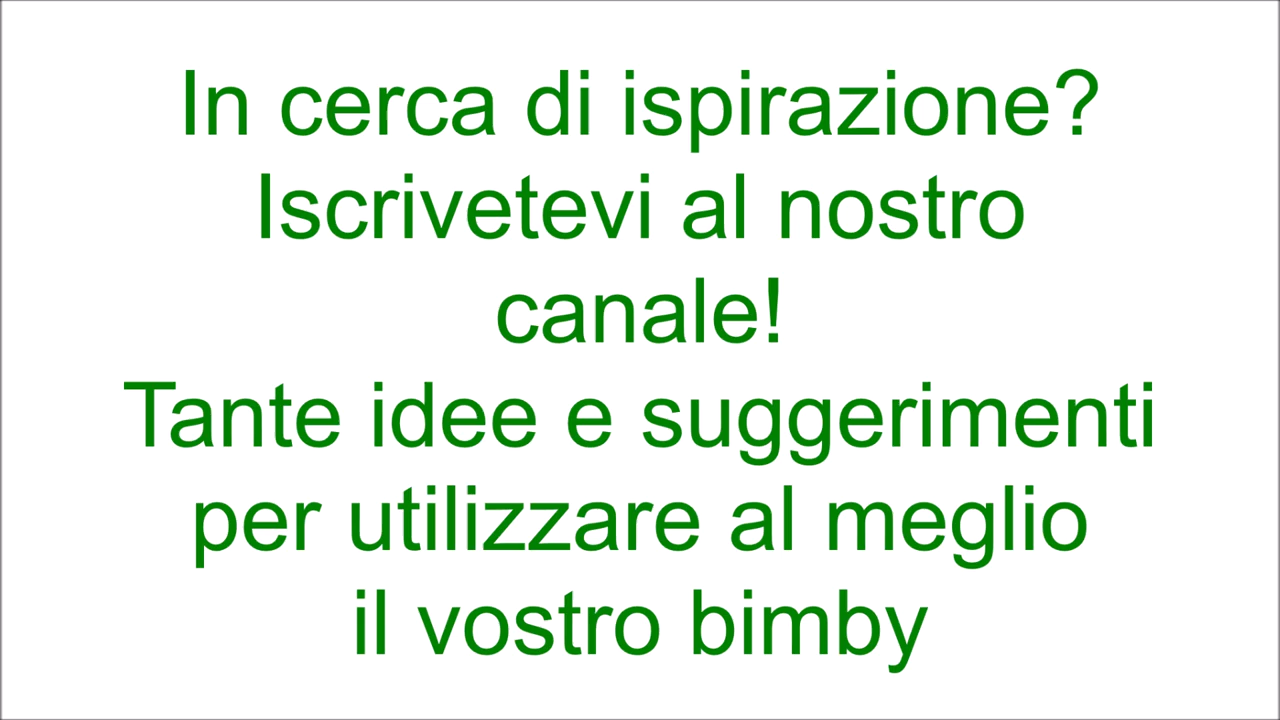 In cerca di ispirazione?
Iscrivetevi al nostro
canale!
Tante idee e suggerimenti
per utilizzare al meglio
il vostro bimby